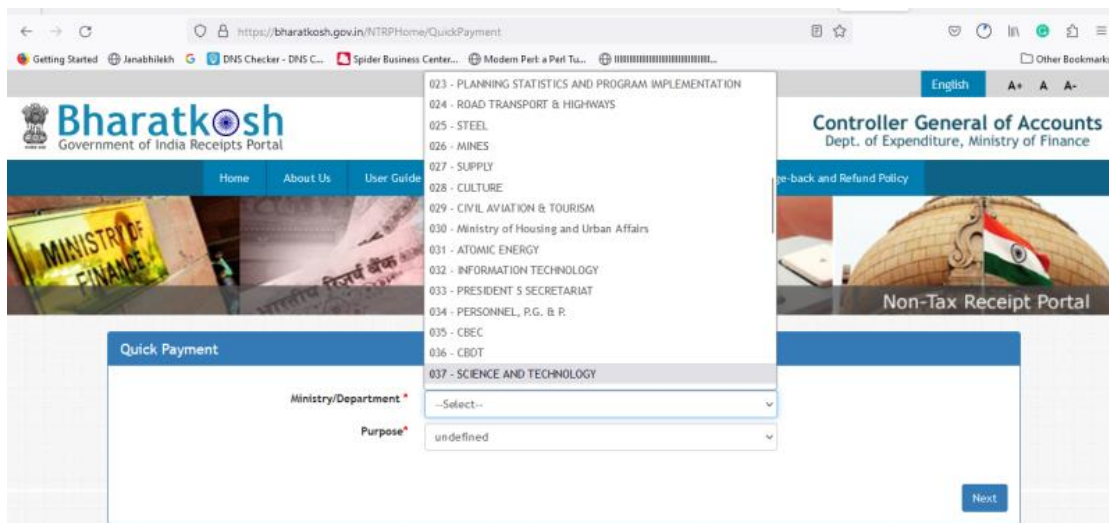 https://bharatkosh.gov.in/NTRPHome/QuickPayment
Getting Started Janabhilekh DNS Checker - DNS C... Spider Business Center... Modern Perl: a Perl Tu... Other Bookmarks
English A+ A A-
Bharatkosh
Government of India Receipts Portal
Controller General of Accounts
Dept. of Expenditure, Ministry of Finance
Home About Us User Guide ge-back and Refund Policy
MINISTRY OF
FINANCE
भारतीय रिज़र्व बैंक
Non-Tax Receipt Portal
023 - PLANNING STATISTICS AND PROGRAM IMPLEMENTATION
024 - ROAD TRANSPORT & HIGHWAYS
025 - STEEL
026 - MINES
027 - SUPPLY
028 - CULTURE
029 - CIVIL AVIATION & TOURISM
030 - Ministry of Housing and Urban Affairs
031 - ATOMIC ENERGY
032 - INFORMATION TECHNOLOGY
033 - PRESIDENT S SECRETARIAT
034 - PERSONNEL, P.G. & P.
035 - CBEC
036 - CBDT
037 - SCIENCE AND TECHNOLOGY
Quick Payment
Ministry/Department * --Select--
Purpose* undefined
Next